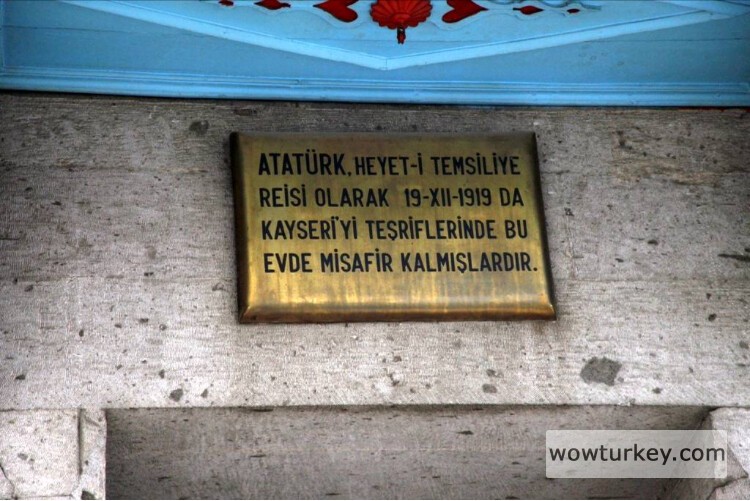 ATATÜRK, HEYET-İ TEMSİLİYE
REİSİ OLARAK 19-XII-1919 DA
KAYSERİ'Yİ TEŞRİFLERİNDE BU
EVDE MİSAFİR KALMIŞLARDIR.
wowturkey.com